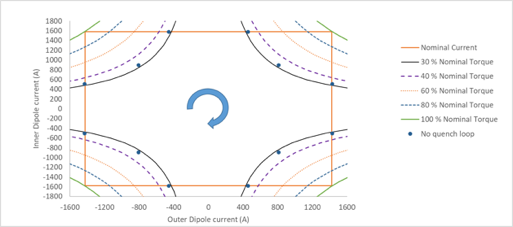 1800
1600
1400
1200
1000
800
600
400
200
0
-200
-400
-600
-800
-1000
-1200
-1400
-1600
-1800
Inner Dipole current (A)
-1600 -1200 -800 -400 0 400 800 1200 1600
Outer Dipole current (A)
Nominal Current
30 % Nominal Torque
40 % Nominal Torque
60 % Nominal Torque
80 % Nominal Torque
100 % Nominal Torque
No quench loop